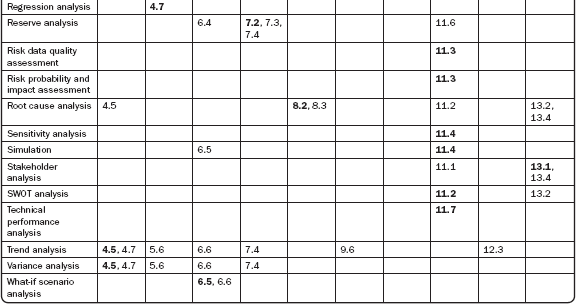 Regression analysis 4.7
Reserve analysis 6.4 7.2, 7.3, 11.6
7.4
Risk data quality 11.3
assessment
Risk probability and 11.3
impact assessment
Root cause analysis 4.5 8.2, 8.3 11.2 13.2,
13.4
Sensitivity analysis 11.4
Simulation 6.5 11.4
Stakeholder 11.1 13.1,
analysis 13.4
SWOT analysis 11.2 13.2
Technical 11.7
performance
analysis
Trend analysis 4.5, 4.7 5.6 6.6 7.4 9.6 12.3
Variance analysis 4.5, 4.7 5.6 6.6 7.4
What-if scenario 6.5, 6.6
analysis